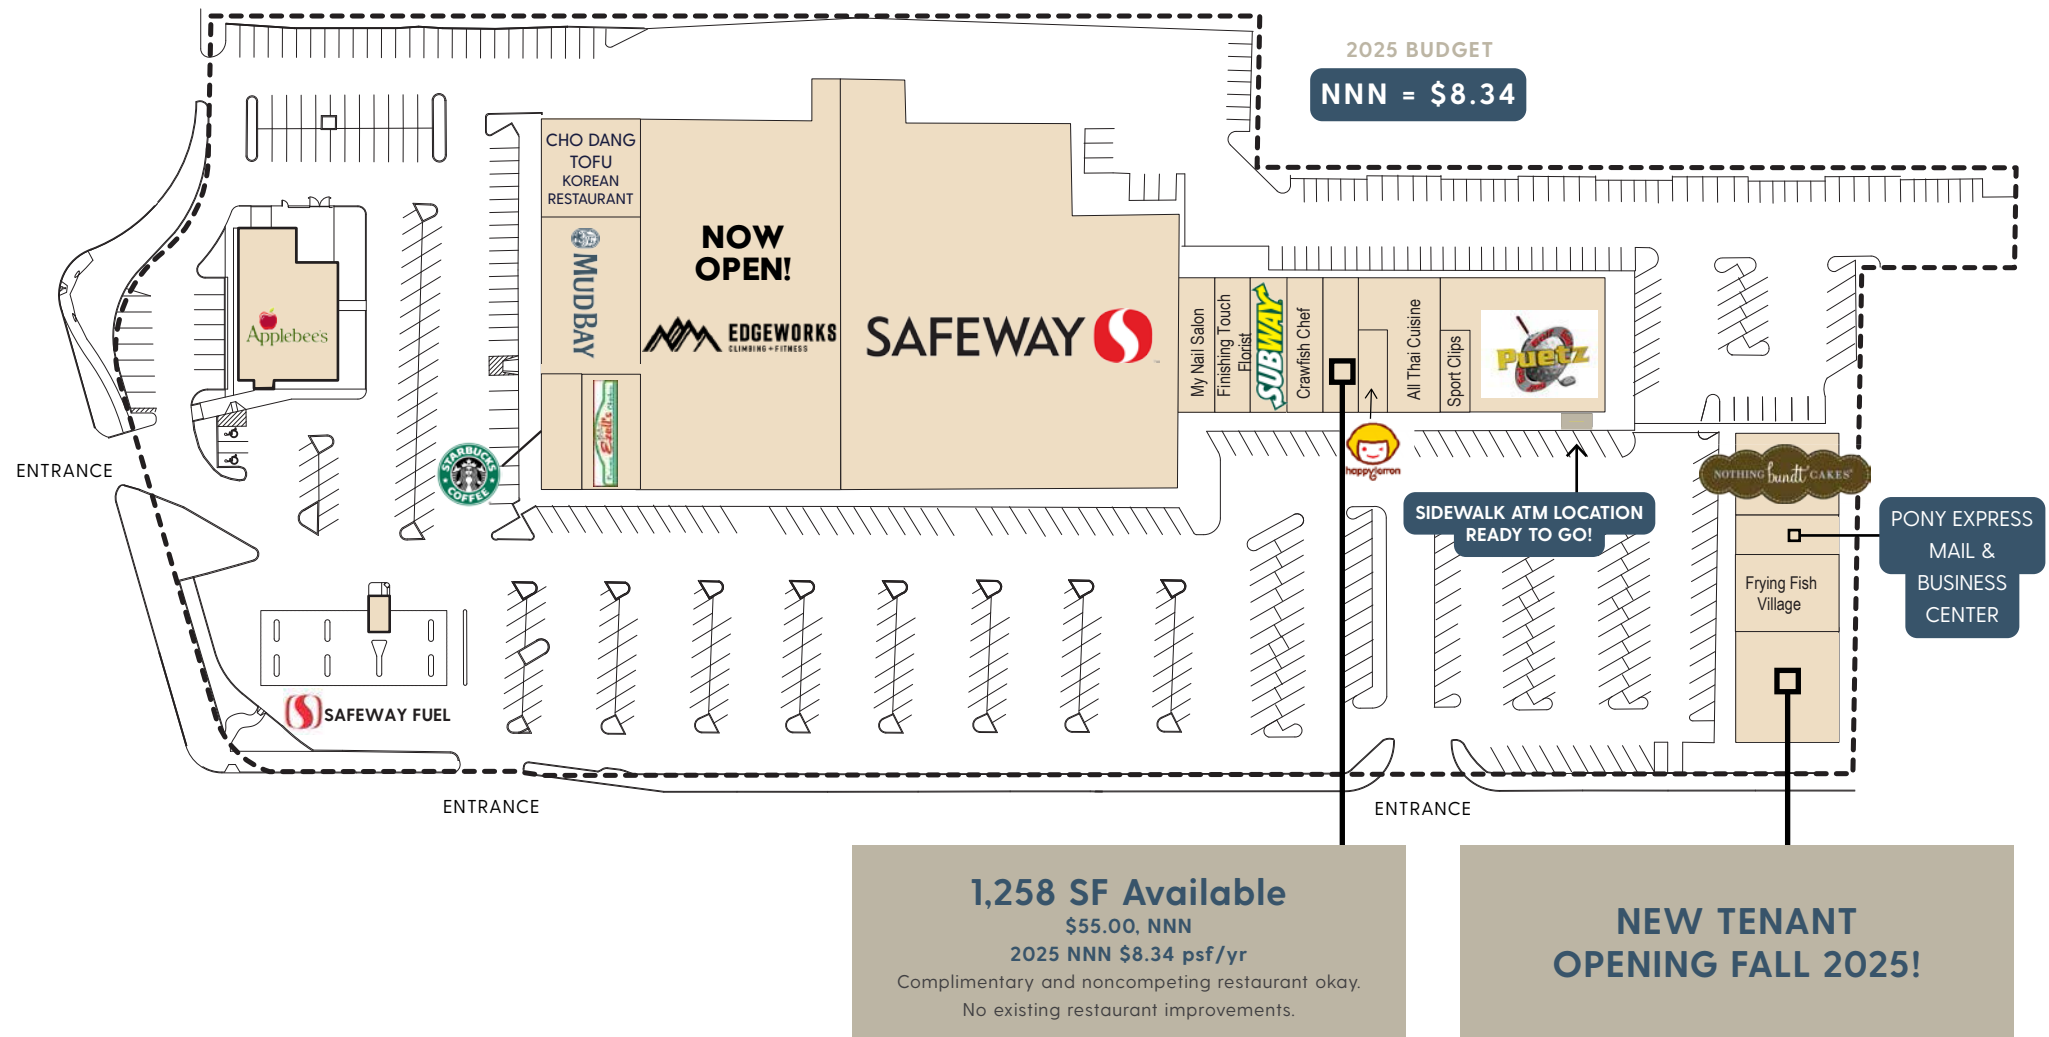 2025 BUDGET
NNN = $8.34
CHO DANG
TOFU
KOREAN
RESTAURANT
MUDBAY
NOW
OPEN!
EDGEWORKS
CLIMBING + FITNESS
SAFEWAY
Applebee's
My Nail Salon
Finishing Touch
Florist
SUBWAY
Crawfish Chef
All Thai Cuisine
Sport Clips
Puetz
happylemon
Ezell's
STARBUCKS
COFFEE
ENTRANCE
SIDEWALK ATM LOCATION
READY TO GO!
NOTHING bundt CAKES
PONY EXPRESS
MAIL &
BUSINESS
CENTER
Frying Fish
Village
SAFEWAY FUEL
ENTRANCE
ENTRANCE
1,258 SF Available
$55.00, NNN
2025 NNN $8.34 psf/yr
Complimentary and noncompeting restaurant okay.
No existing restaurant improvements.
NEW TENANT
OPENING FALL 2025!